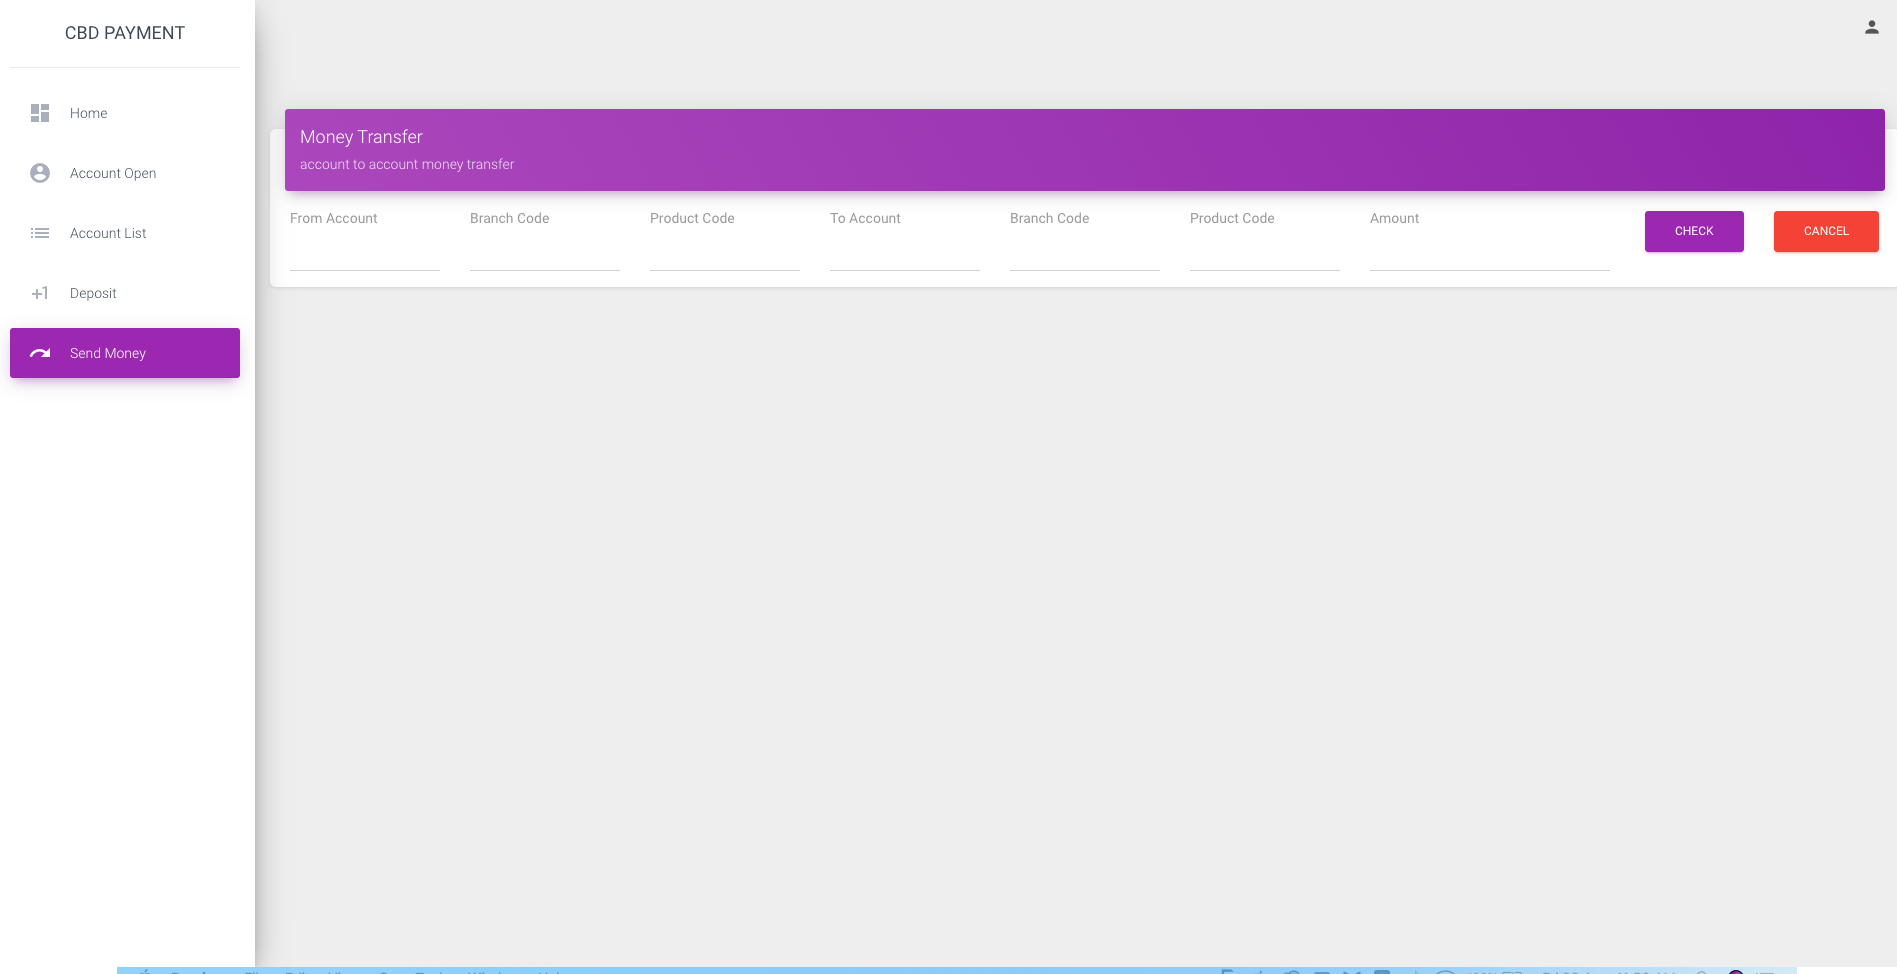 CBD PAYMENT
Home
Account Open
Account List
Deposit
Send Money
Money Transfer
account to account money transfer
From Account
Branch Code
Product Code
To Account
Branch Code
Product Code
Amount
CHECK
CANCEL